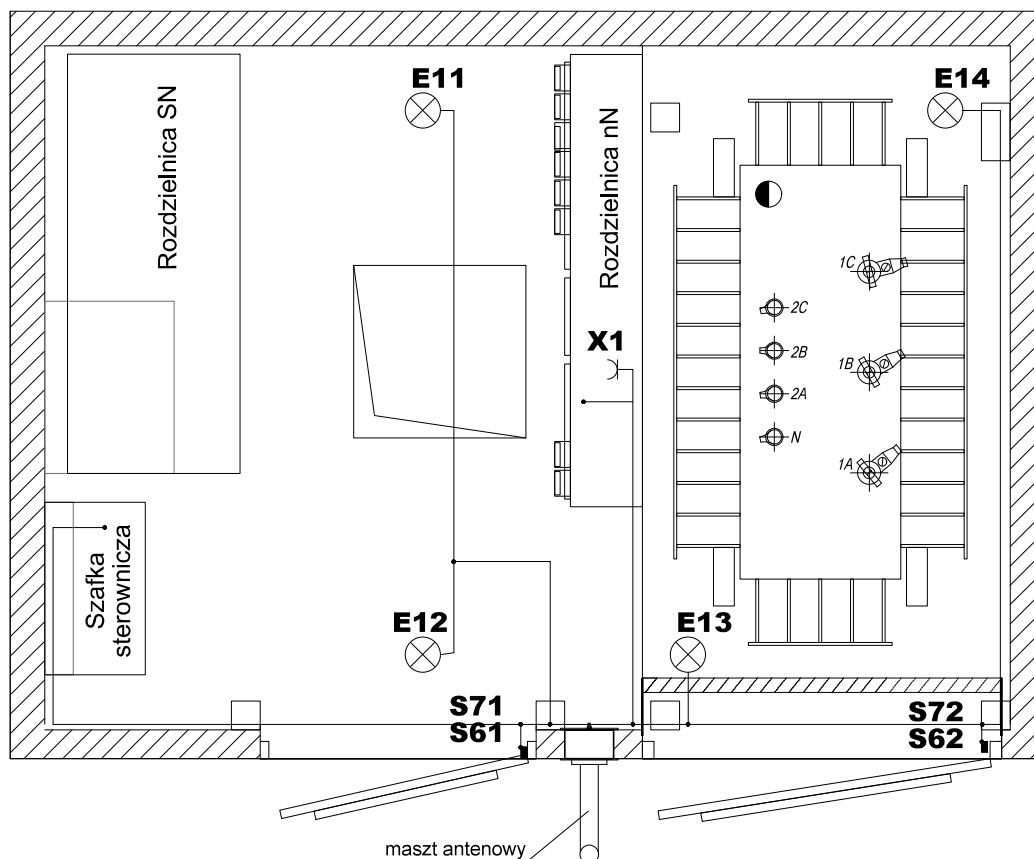 E11
E14
Rozdzielnica SN
Rozdzielnica nN
1C
2C
X1
2B
1B
2A
N
1A
Szafka
sterownicza
E12
E13
S71
S61
S72
S62
maszt antenowy